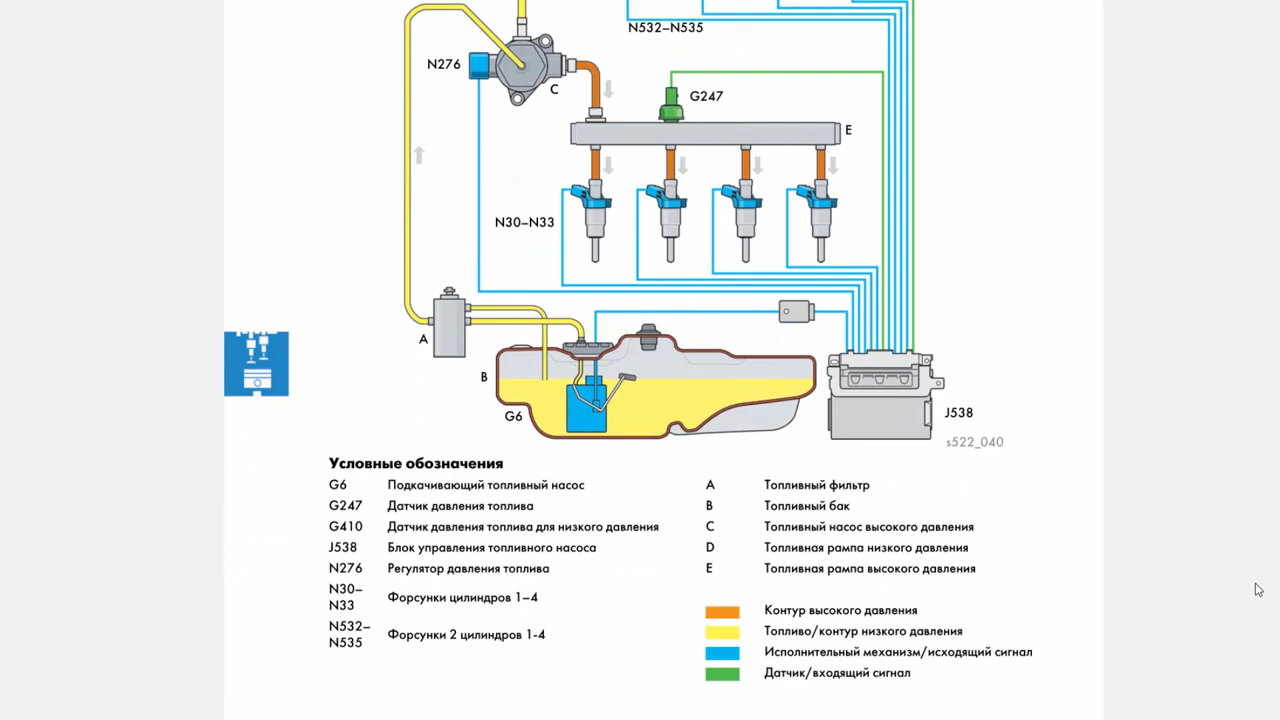 N532–N535
N276
C
G247
E
N30–N33
A
B
G6
J538
s522_040
Условные обозначения
G6 Подкачивающий топливный насос
G247 Датчик давления топлива
G410 Датчик давления топлива для низкого давления
J538 Блок управления топливного насоса
N276 Регулятор давления топлива
N30–
N33 Форсунки цилиндров 1–4
N532–
N535 Форсунки 2 цилиндров 1-4
A Топливный фильтр
B Топливный бак
C Топливный насос высокого давления
D Топливная рампа низкого давления
E Топливная рампа высокого давления
Контур высокого давления
Топливо/контур низкого давления
Исполнительный механизм/исходящий сигнал
Датчик/входящий сигнал